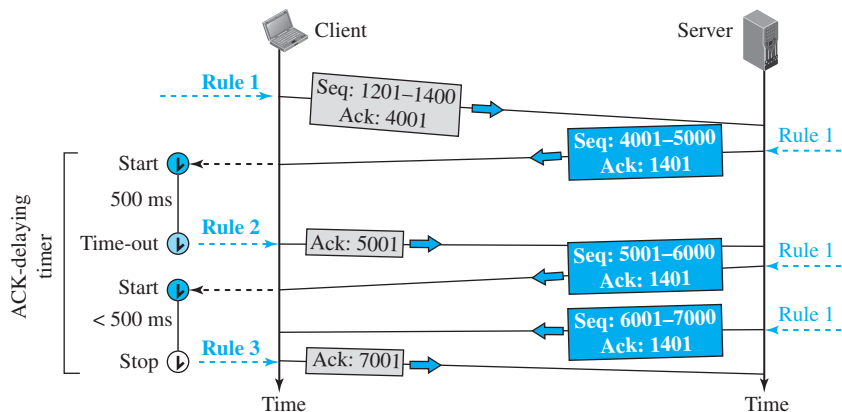 Client
Server
Rule 1
Seq: 1201–1400
Ack: 4001
Seq: 4001–5000
Ack: 1401
Rule 1
ACK-delaying
timer
Start
500 ms
Time-out
Rule 2
Ack: 5001
Seq: 5001–6000
Ack: 1401
Rule 1
Start
< 500 ms
Seq: 6001–7000
Ack: 1401
Rule 1
Stop
Rule 3
Ack: 7001
Time
Time